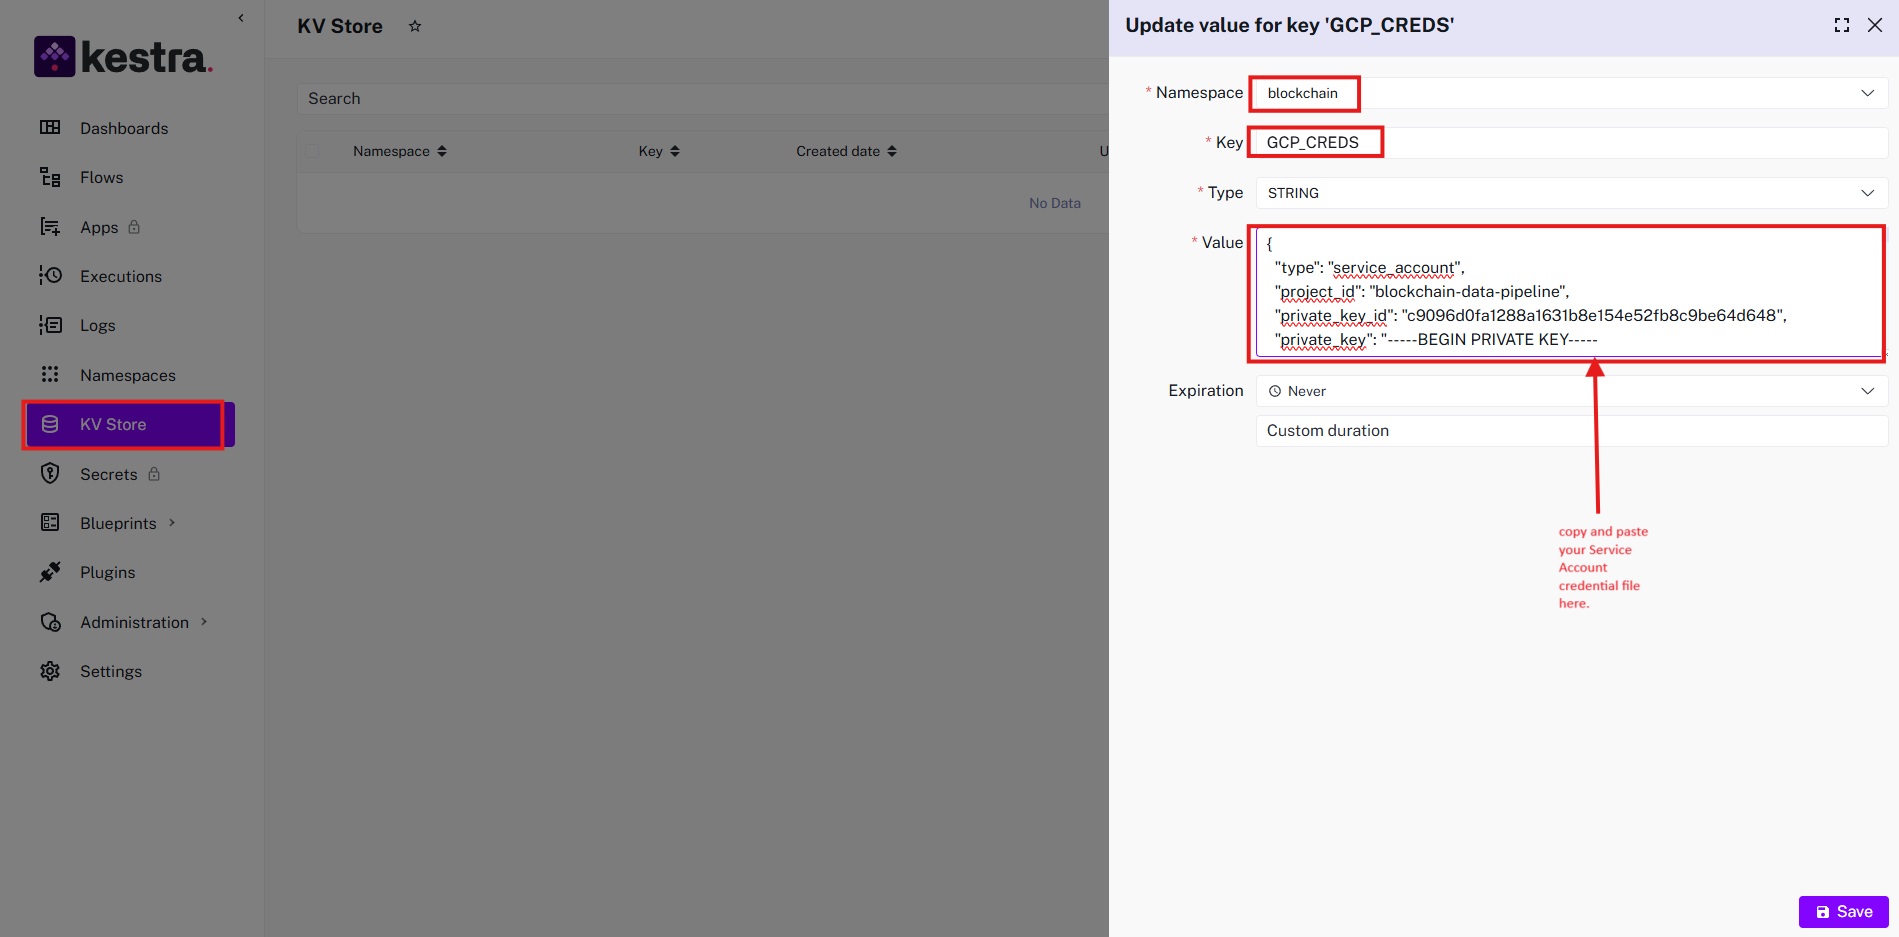 kestra.
Dashboards
Flows
Apps
Executions
Logs
Namespaces
KV Store
Secrets
Blueprints
Plugins
Administration
Settings
KV Store
Search
Namespace Key Created date U
No Data
Update value for key 'GCP_CREDS'
* Namespace blockchain
* Key GCP_CREDS
* Type STRING
* Value {
"type": "service_account",
"project_id": "blockchain-data-pipeline",
"private_key_id": "c9096d0fa1288a1631b8e154e52fb8c9be64d648",
"private_key": "-----BEGIN PRIVATE KEY-----
Expiration Never
Custom duration
copy and paste
your Service
Account
credential file
here.
Save